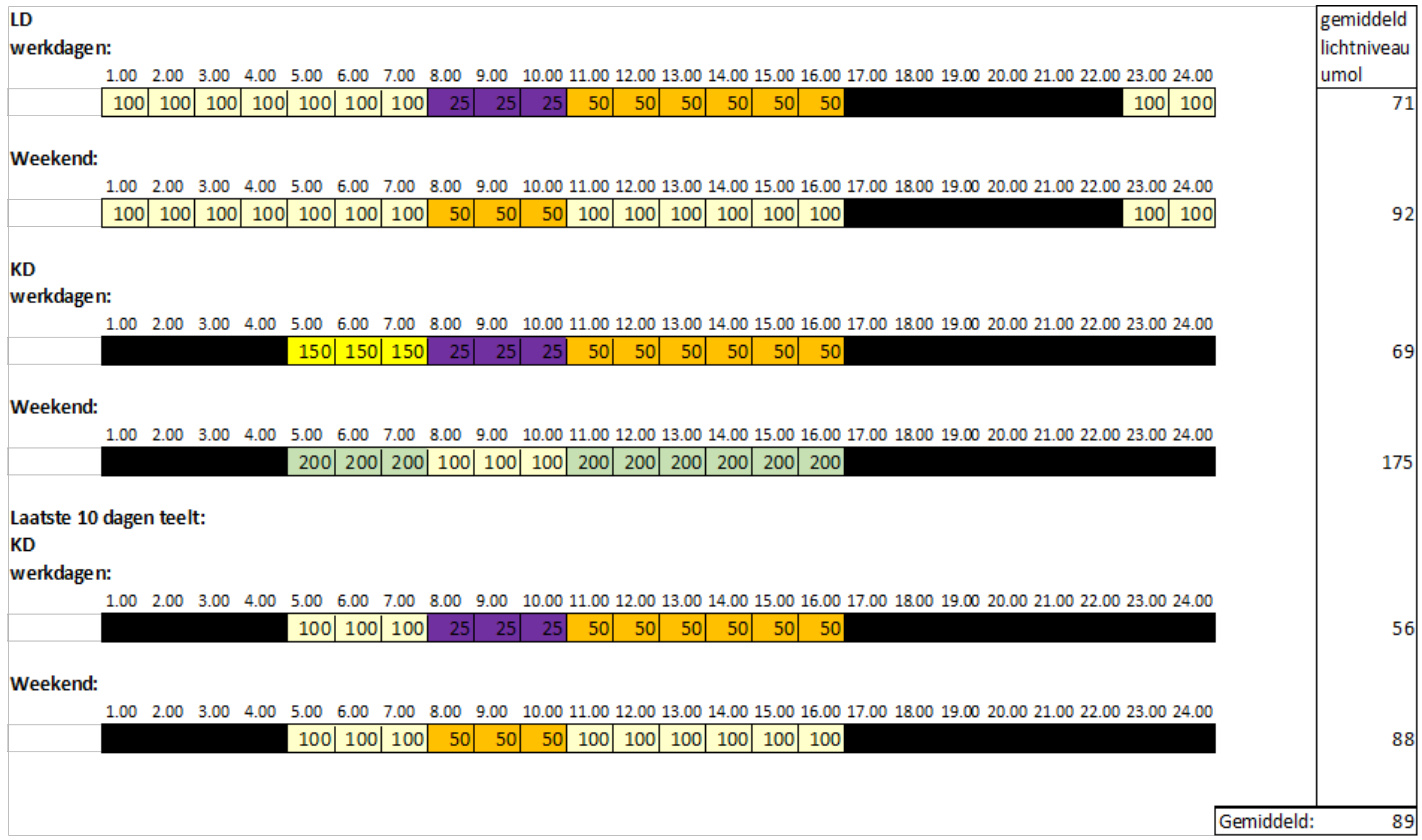 LD
gemiddeld
werkdagen:
lichtniveau
1.00 2.00 3.00 4.00 5.00 6.00 7.00 8.00 9.00 10.00 11.00 12.00 13.00 14.00 15.00 16.00 17.00 18.00 19.00 20.00 21.00 22.00 23.00 24.00
umol
100 100 100 100 100 100 100 25 25 25 50 50 50 50 50 50 100 100 71
Weekend:
1.00 2.00 3.00 4.00 5.00 6.00 7.00 8.00 9.00 10.00 11.00 12.00 13.00 14.00 15.00 16.00 17.00 18.00 19.00 20.00 21.00 22.00 23.00 24.00
100 100 100 100 100 100 100 50 50 50 100 100 100 100 100 100 100 100 92
KD
werkdagen:
1.00 2.00 3.00 4.00 5.00 6.00 7.00 8.00 9.00 10.00 11.00 12.00 13.00 14.00 15.00 16.00 17.00 18.00 19.00 20.00 21.00 22.00 23.00 24.00
150 150 150 25 25 25 50 50 50 50 50 50 69
Weekend:
1.00 2.00 3.00 4.00 5.00 6.00 7.00 8.00 9.00 10.00 11.00 12.00 13.00 14.00 15.00 16.00 17.00 18.00 19.00 20.00 21.00 22.00 23.00 24.00
200 200 200 100 100 100 200 200 200 200 200 200 175
Laatste 10 dagen teelt:
KD
werkdagen:
1.00 2.00 3.00 4.00 5.00 6.00 7.00 8.00 9.00 10.00 11.00 12.00 13.00 14.00 15.00 16.00 17.00 18.00 19.00 20.00 21.00 22.00 23.00 24.00
100 100 100 25 25 25 50 50 50 50 50 50 56
Weekend:
1.00 2.00 3.00 4.00 5.00 6.00 7.00 8.00 9.00 10.00 11.00 12.00 13.00 14.00 15.00 16.00 17.00 18.00 19.00 20.00 21.00 22.00 23.00 24.00
100 100 100 50 50 50 100 100 100 100 100 100 88
Gemiddeld: 89